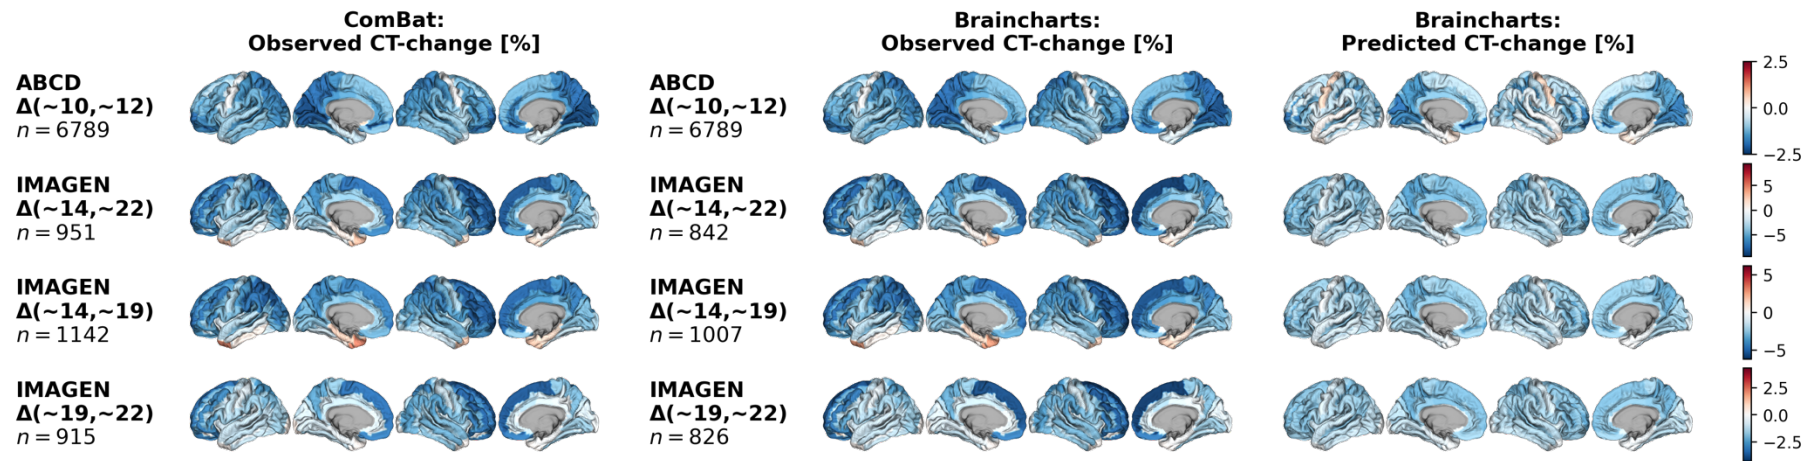 ComBat:
Observed CT-change [%]
Braincharts:
Observed CT-change [%]
Braincharts:
Predicted CT-change [%]
ABCD
Δ(~10,~12)
n = 6789
ABCD
Δ(~10,~12)
n = 6789
2.5
0.0
−2.5
IMAGEN
Δ(~14,~22)
n = 951
IMAGEN
Δ(~14,~22)
n = 842
5
0
−5
IMAGEN
Δ(~14,~19)
n = 1142
IMAGEN
Δ(~14,~19)
n = 1007
5
0
−5
IMAGEN
Δ(~19,~22)
n = 915
IMAGEN
Δ(~19,~22)
n = 826
2.5
0.0
−2.5